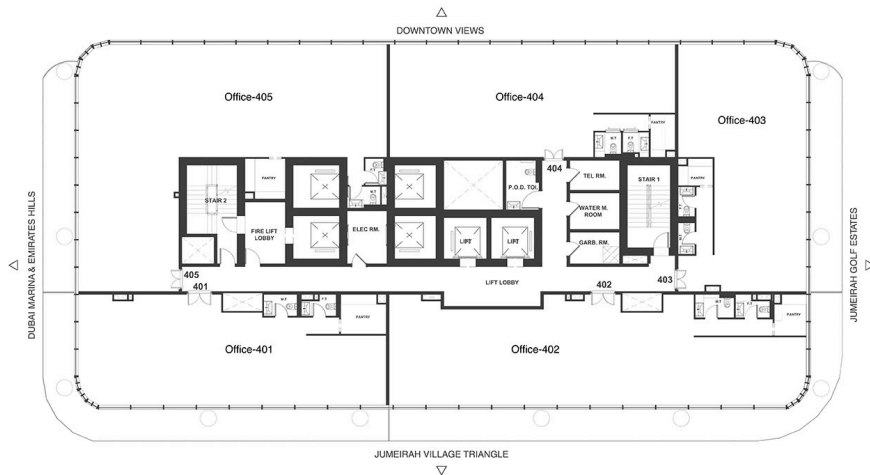 DOWNTOWN VIEWS
Office-405
Office-404
Office-403
PANTRY
M.T
F.F
404
TEL RM.
STAIR 1
PANTRY
PANTRY
STAIR 2
P.O.D. TOI.
M.T
WATER M.
ROOM
FIRE LIFT
LOBBY
ELEC RM.
LIFT
LIFT
GARB. RM.
DUBAI MARINA & EMIRATES HILLS
JUMEIRAH GOLF ESTATES
405
401
LIFT LOBBY
402
403
M.T
F.F
PANTRY
M.T
F.F
PANTRY
Office-401
Office-402
JUMEIRAH VILLAGE TRIANGLE